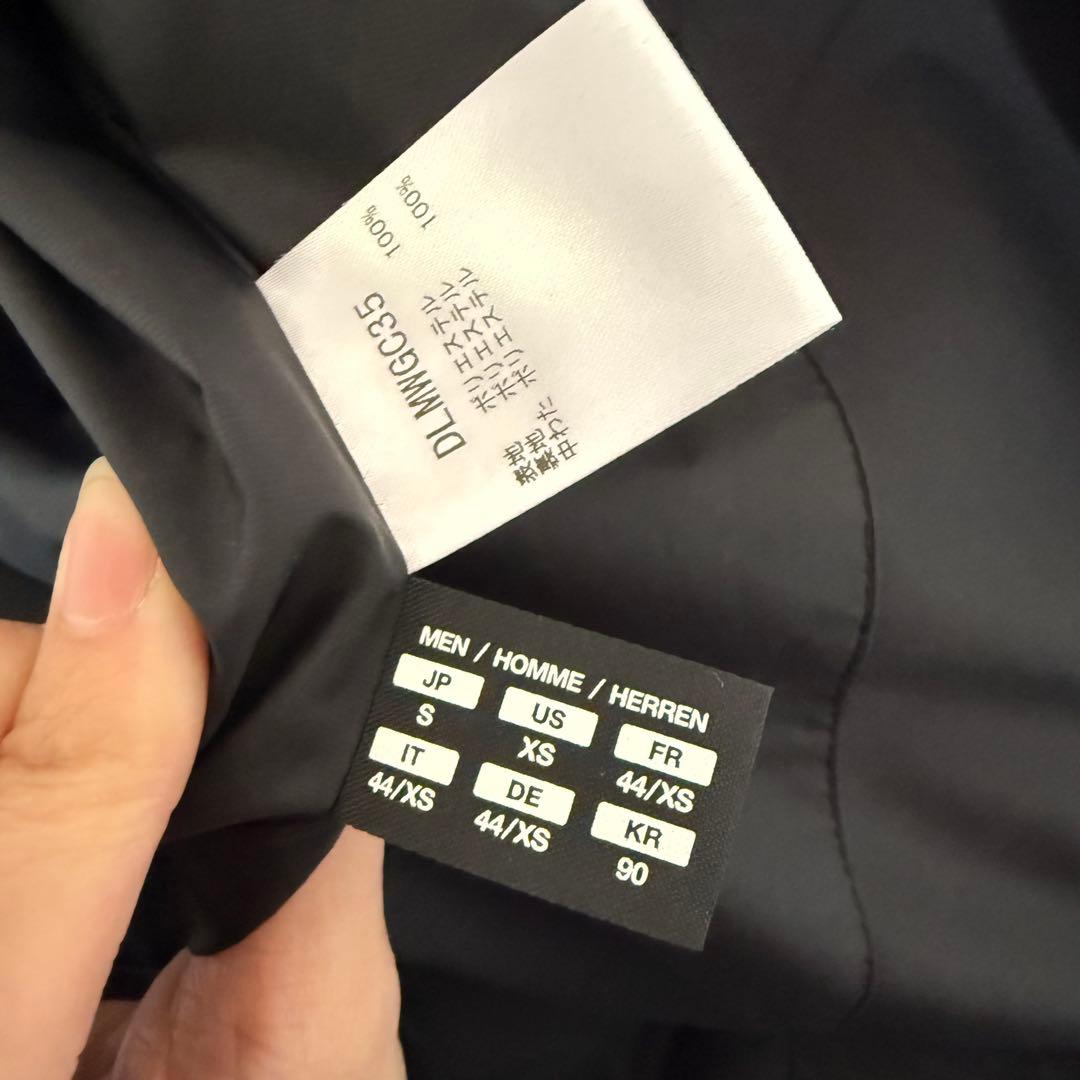 DLMWGC35
表地 ポリエステル 100%
裏地 ポリエステル 100%
中わた ポリエステル
MEN / HOMME / HERREN
JP US FR
S XS 44/XS
IT DE KR
44/XS 44/XS 90